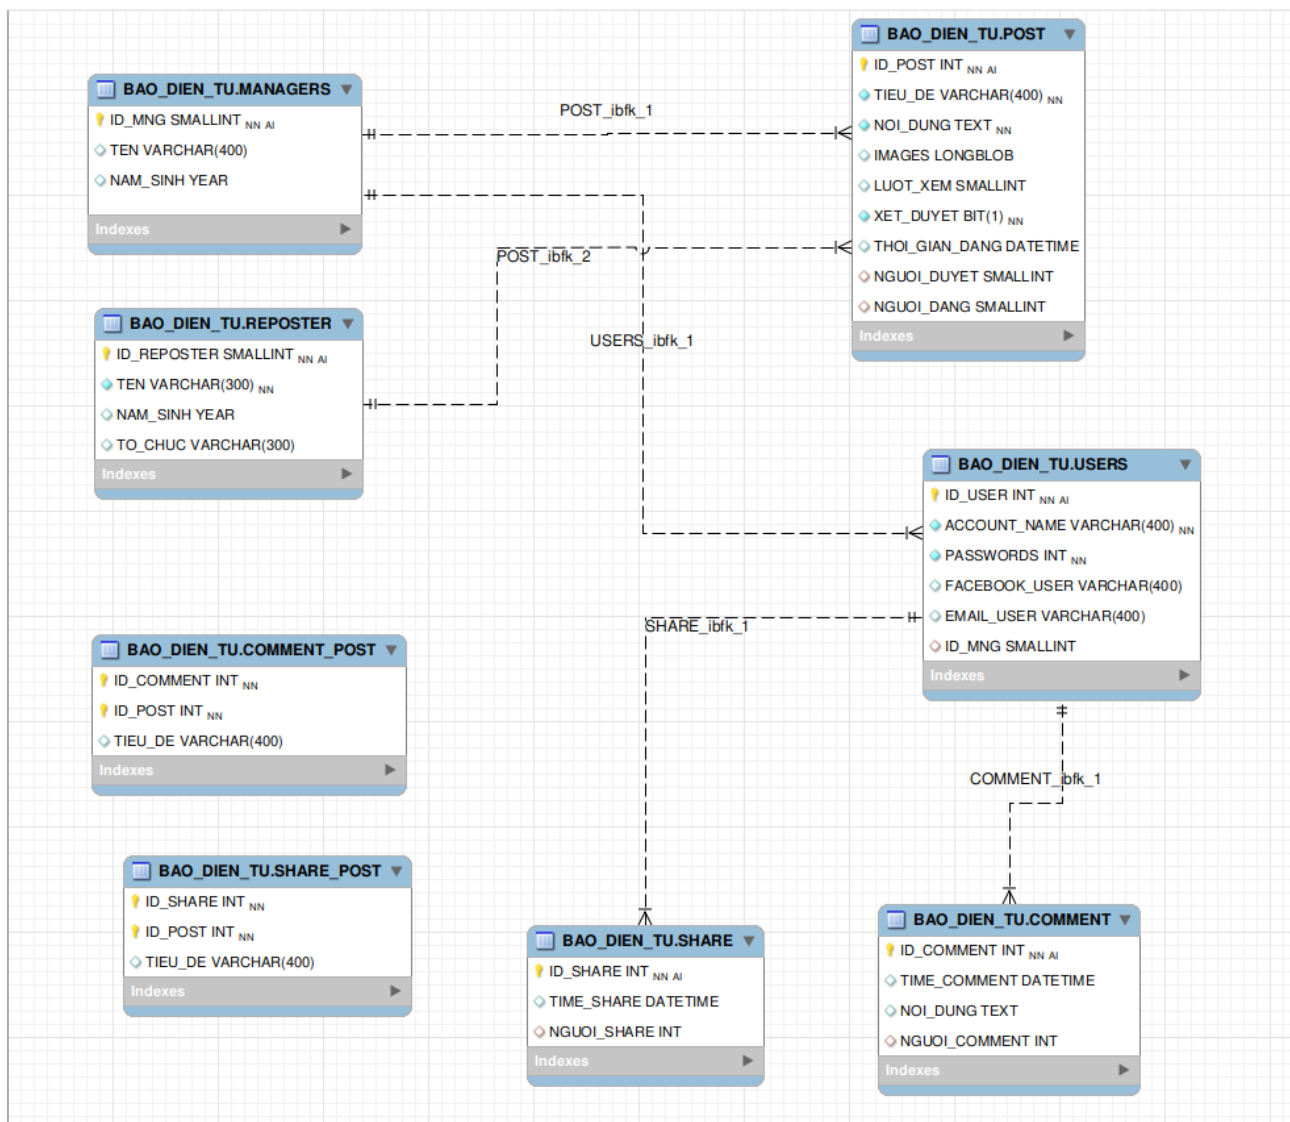 BAO_DIEN_TU.MANAGERS
ID_MNG SMALLINT NN AI
TEN VARCHAR(400)
NAM_SINH YEAR
Indexes
POST_ibfk_1
BAO_DIEN_TU.POST
ID_POST INT NN AI
TIEU_DE VARCHAR(400) NN
NOI_DUNG TEXT NN
IMAGES LONGBLOB
LUOT_XEM SMALLINT
XET_DUYET BIT(1) NN
THOI_GIAN_DANG DATETIME
NGUOI_DUYET SMALLINT
NGUOI_DANG SMALLINT
Indexes
POST_ibfk_2
BAO_DIEN_TU.REPOSTER
ID_REPOSTER SMALLINT NN AI
TEN VARCHAR(300) NN
NAM_SINH YEAR
TO_CHUC VARCHAR(300)
Indexes
USERS_ibfk_1
BAO_DIEN_TU.USERS
ID_USER INT NN AI
ACCOUNT_NAME VARCHAR(400) NN
PASSWORDS INT NN
FACEBOOK_USER VARCHAR(400)
EMAIL_USER VARCHAR(400)
ID_MNG SMALLINT
Indexes
SHARE_ibfk_1
BAO_DIEN_TU.COMMENT_POST
ID_COMMENT INT NN
ID_POST INT NN
TIEU_DE VARCHAR(400)
Indexes
COMMENT_ibfk_1
BAO_DIEN_TU.SHARE_POST
ID_SHARE INT NN
ID_POST INT NN
TIEU_DE VARCHAR(400)
Indexes
BAO_DIEN_TU.SHARE
ID_SHARE INT NN AI
TIME_SHARE DATETIME
NGUOI_SHARE INT
Indexes
BAO_DIEN_TU.COMMENT
ID_COMMENT INT NN AI
TIME_COMMENT DATETIME
NOI_DUNG TEXT
NGUOI_COMMENT INT
Indexes